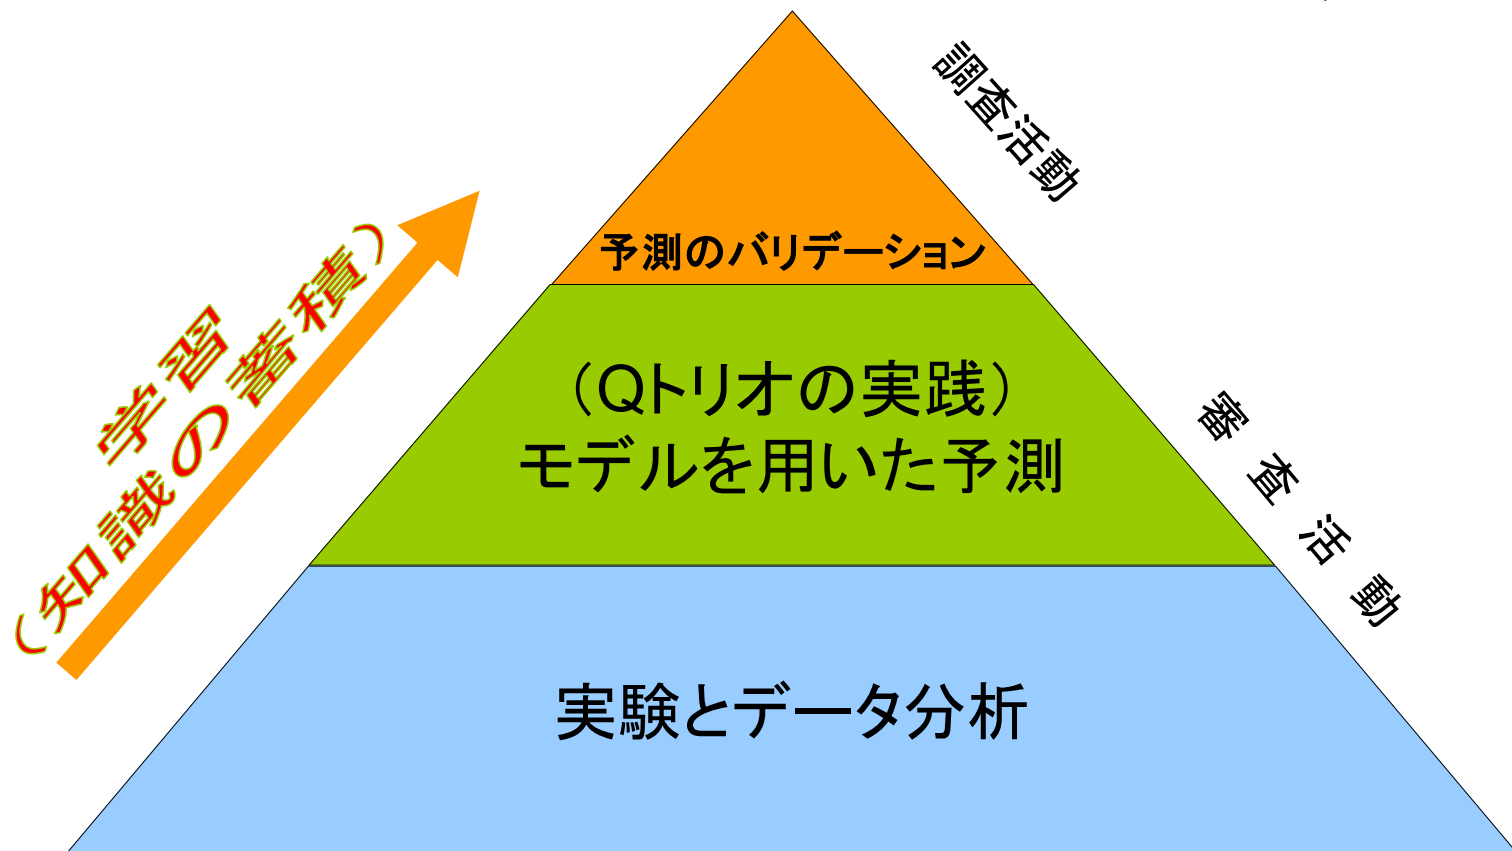 調査活動
予測のバリデーション
学習
(知識の蓄積)
(Qトリオの実践)
モデルを用いた予測
審査活動
実験とデータ分析